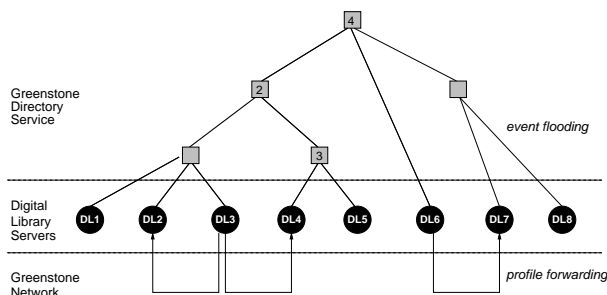 4
Greenstone
Directory
Service
2
event flooding
3
Digital
Library
Servers
DL1 DL2 DL3 DL4 DL5 DL6 DL7 DL8
Greenstone
Network
profile forwarding